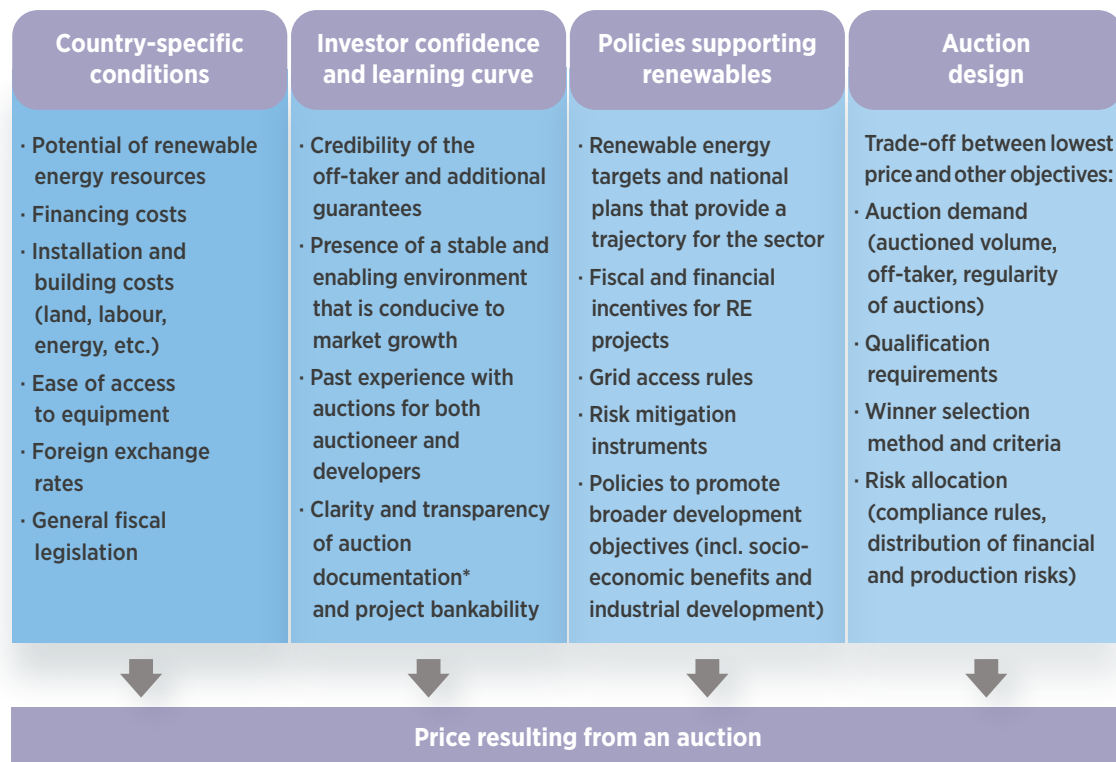 Country-specific
conditions
· Potential of renewable
energy resources
· Financing costs
· Installation and
building costs
(land, labour,
energy, etc.)
· Ease of access
to equipment
· Foreign exchange
rates
· General fiscal
legislation
Investor confidence
and learning curve
· Credibility of the
off-taker and additional
guarantees
· Presence of a stable and
enabling environment
that is conducive to
market growth
· Past experience with
auctions for both
auctioneer and
developers
· Clarity and transparency
of auction
documentation*
and project bankability
Policies supporting
renewables
· Renewable energy
targets and national
plans that provide a
trajectory for the sector
· Fiscal and financial
incentives for RE
projects
· Grid access rules
· Risk mitigation
instruments
· Policies to promote
broader development
objectives (incl. socio-
economic benefits and
industrial development)
Auction
design
Trade-off between lowest
price and other objectives:
· Auction demand
(auctioned volume,
off-taker, regularity
of auctions)
· Qualification
requirements
· Winner selection
method and criteria
· Risk allocation
(compliance rules,
distribution of financial
and production risks)
Price resulting from an auction